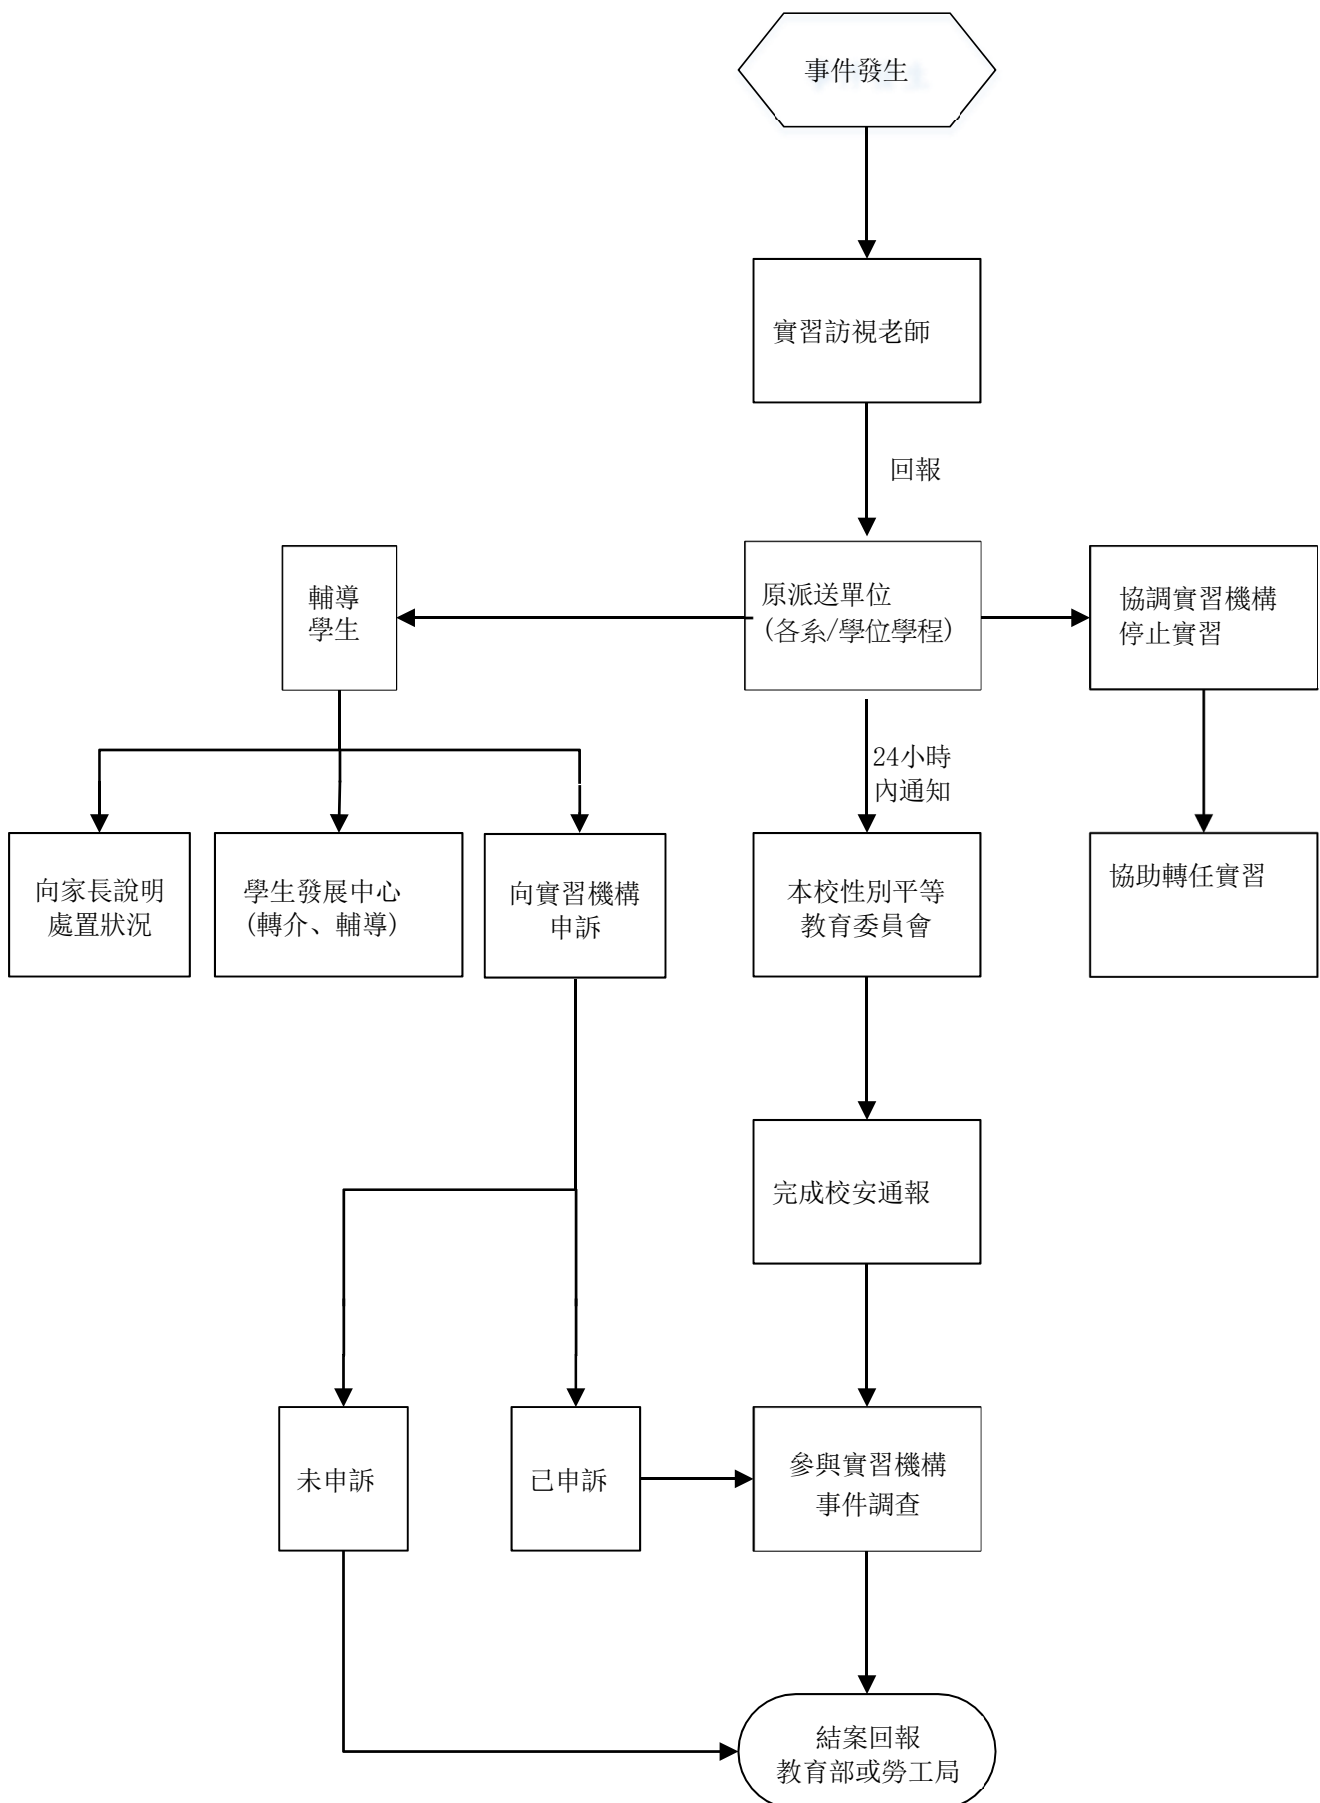 事件發生
實習訪視老師
回報
輔導
學生
原派送單位
(各系/學位學程)
協調實習機構
停止實習
24小時
內通知
向家長說明
處置狀況
學生發展中心
(轉介、輔導)
向實習機構
申訴
本校性別平等
教育委員會
協助轉任實習
完成校安通報
未申訴
已申訴
參與實習機構
事件調查
結案回報
教育部或勞工局